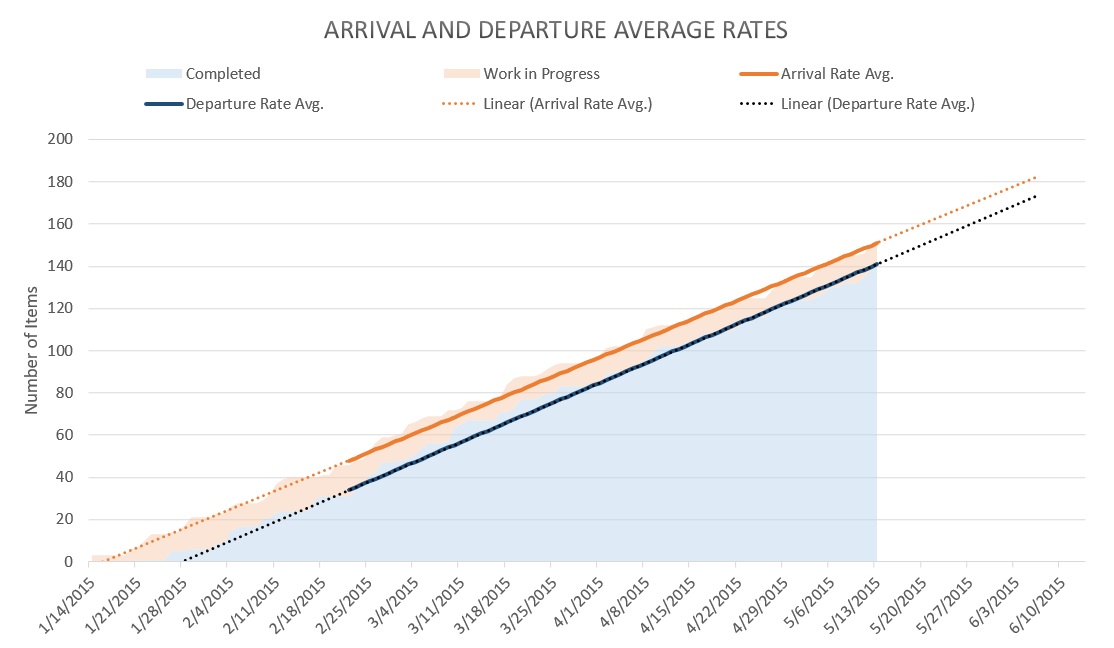 ARRIVAL AND DEPARTURE AVERAGE RATES
Completed Work in Progress Arrival Rate Avg.
Departure Rate Avg. Linear (Arrival Rate Avg.) Linear (Departure Rate Avg.)
Number of Items
200
180
160
140
120
100
80
60
40
20
0
1/14/2015 1/21/2015 1/28/2015 2/4/2015 2/11/2015 2/18/2015 2/25/2015 3/4/2015 3/11/2015 3/18/2015 3/25/2015 4/1/2015 4/8/2015 4/15/2015 4/22/2015 4/29/2015 5/6/2015 5/13/2015 5/20/2015 5/27/2015 6/3/2015 6/10/2015